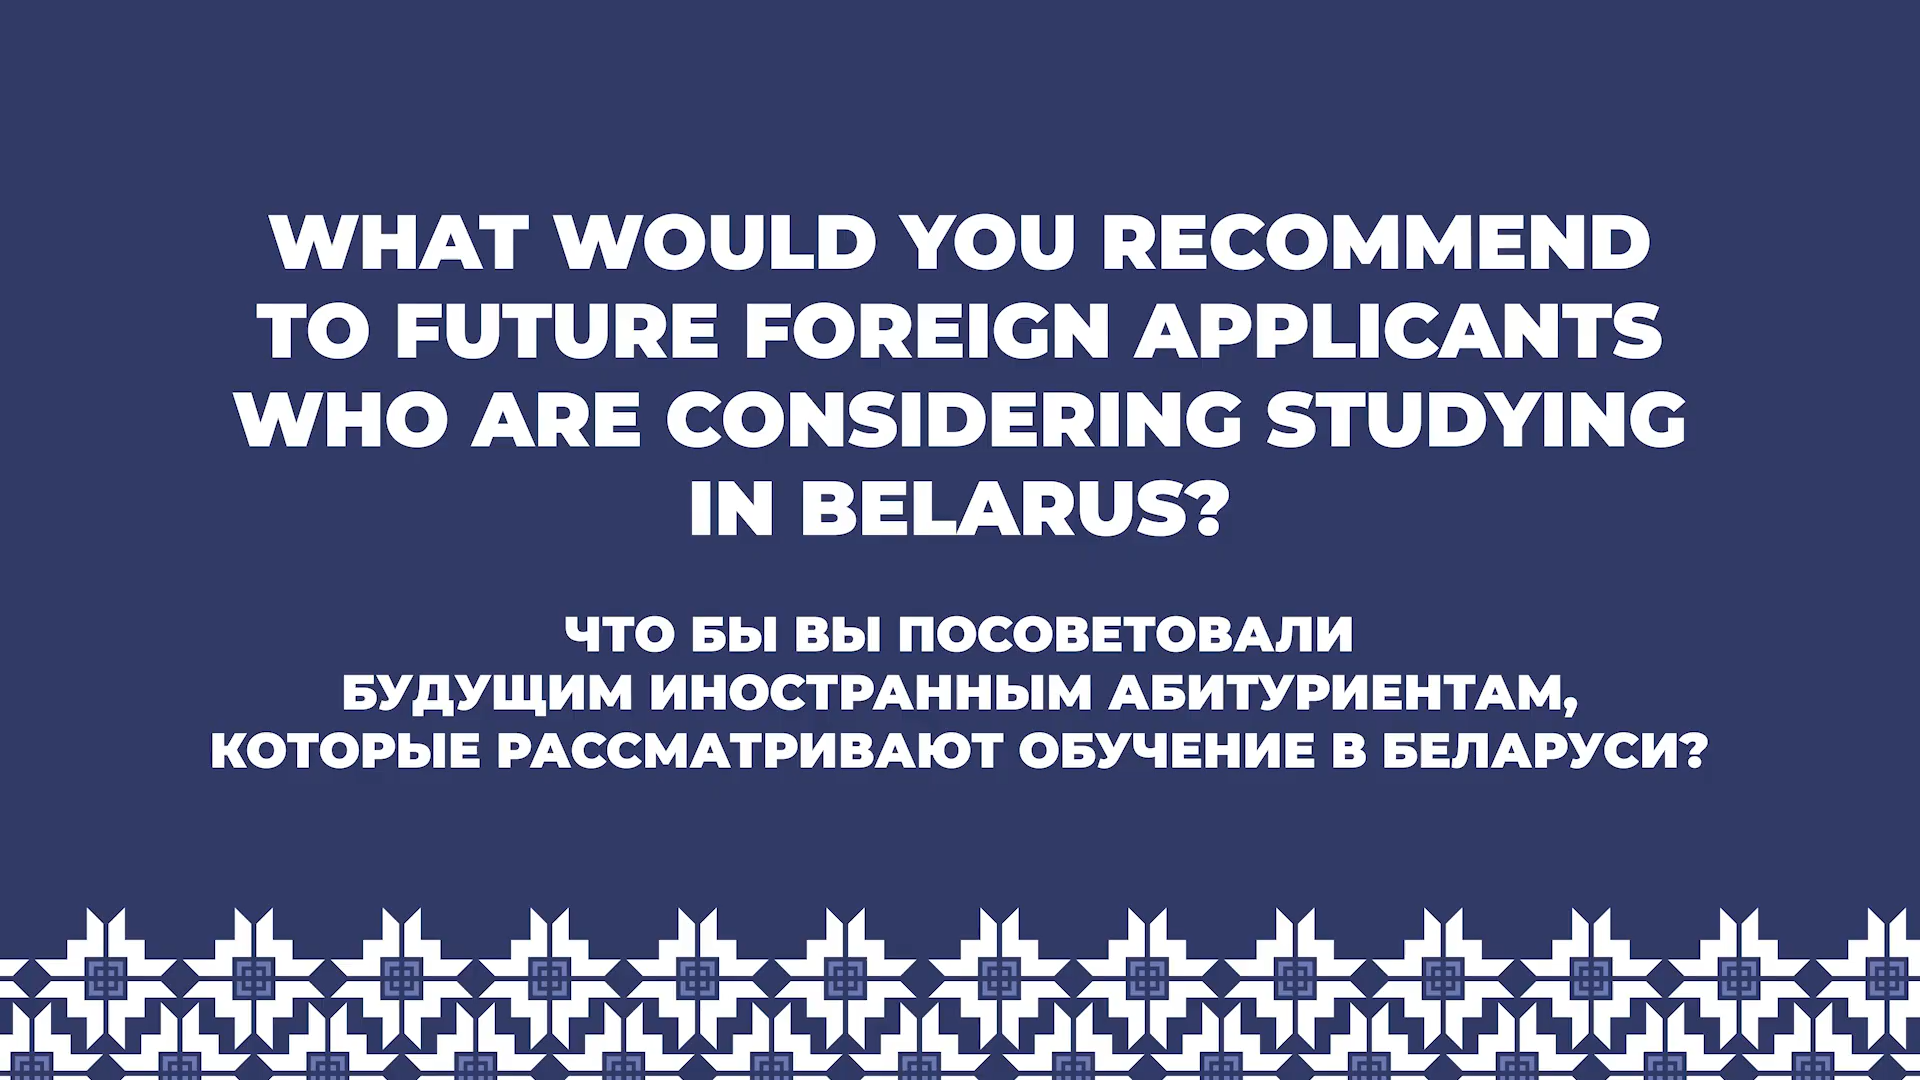 WHAT WOULD YOU RECOMMEND
TO FUTURE FOREIGN APPLICANTS
WHO ARE CONSIDERING STUDYING
IN BELARUS?
ЧТО БЫ ВЫ ПОСОВЕТОВАЛИ
БУДУЩИМ ИНОСТРАННЫМ АБИТУРИЕНТАМ,
КОТОРЫЕ РАССМАТРИВАЮТ ОБУЧЕНИЕ В БЕЛАРУСИ?